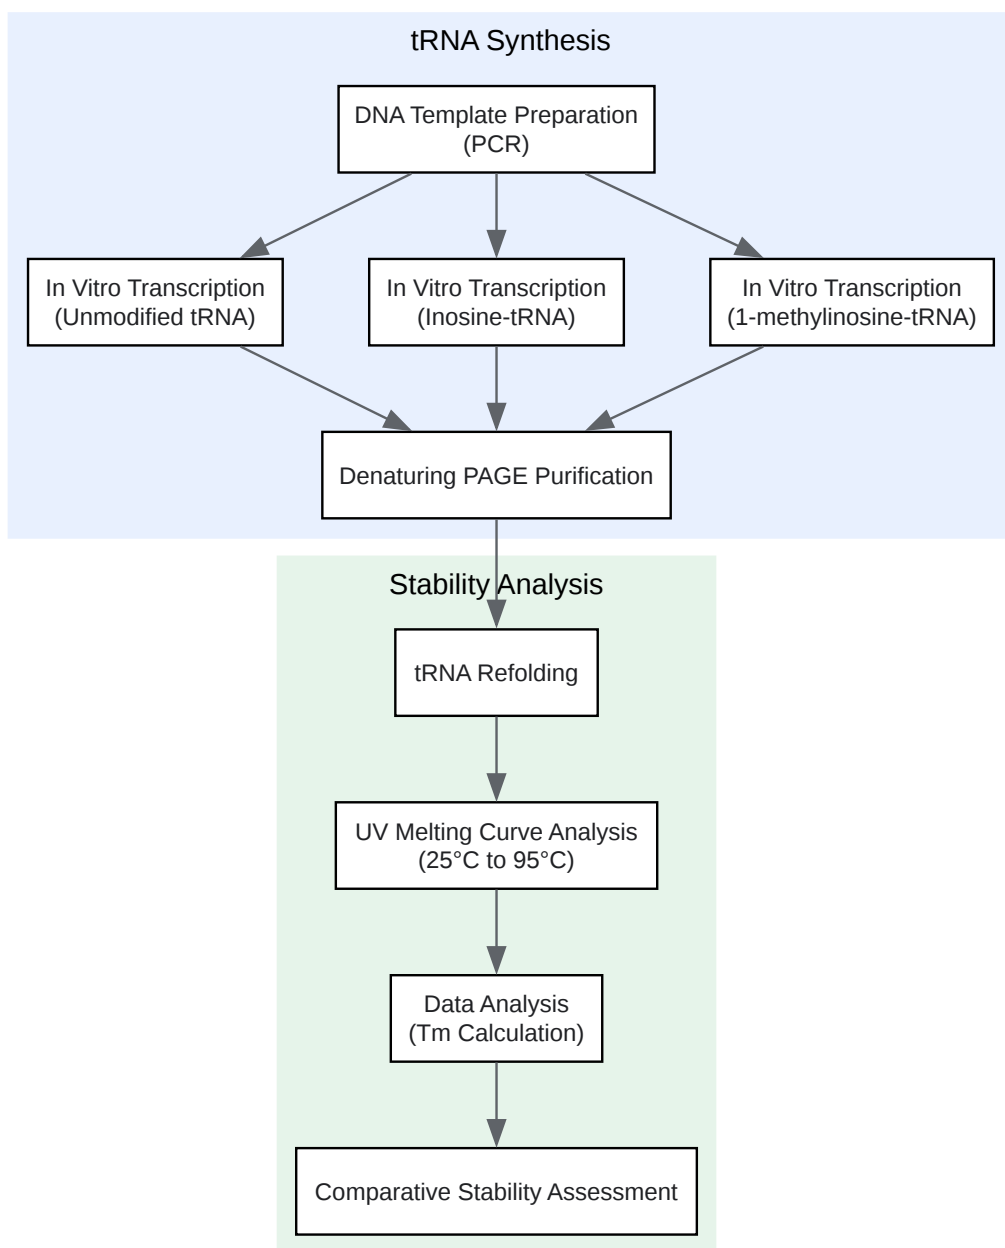 tRNA Synthesis
DNA Template Preparation
(PCR)
In Vitro Transcription
(Unmodified tRNA)
In Vitro Transcription
(Inosine-tRNA)
In Vitro Transcription
(1-methylinosine-tRNA)
Denaturing PAGE Purification
Stability Analysis
tRNA Refolding
UV Melting Curve Analysis
(25°C to 95°C)
Data Analysis
(Tm Calculation)
Comparative Stability Assessment